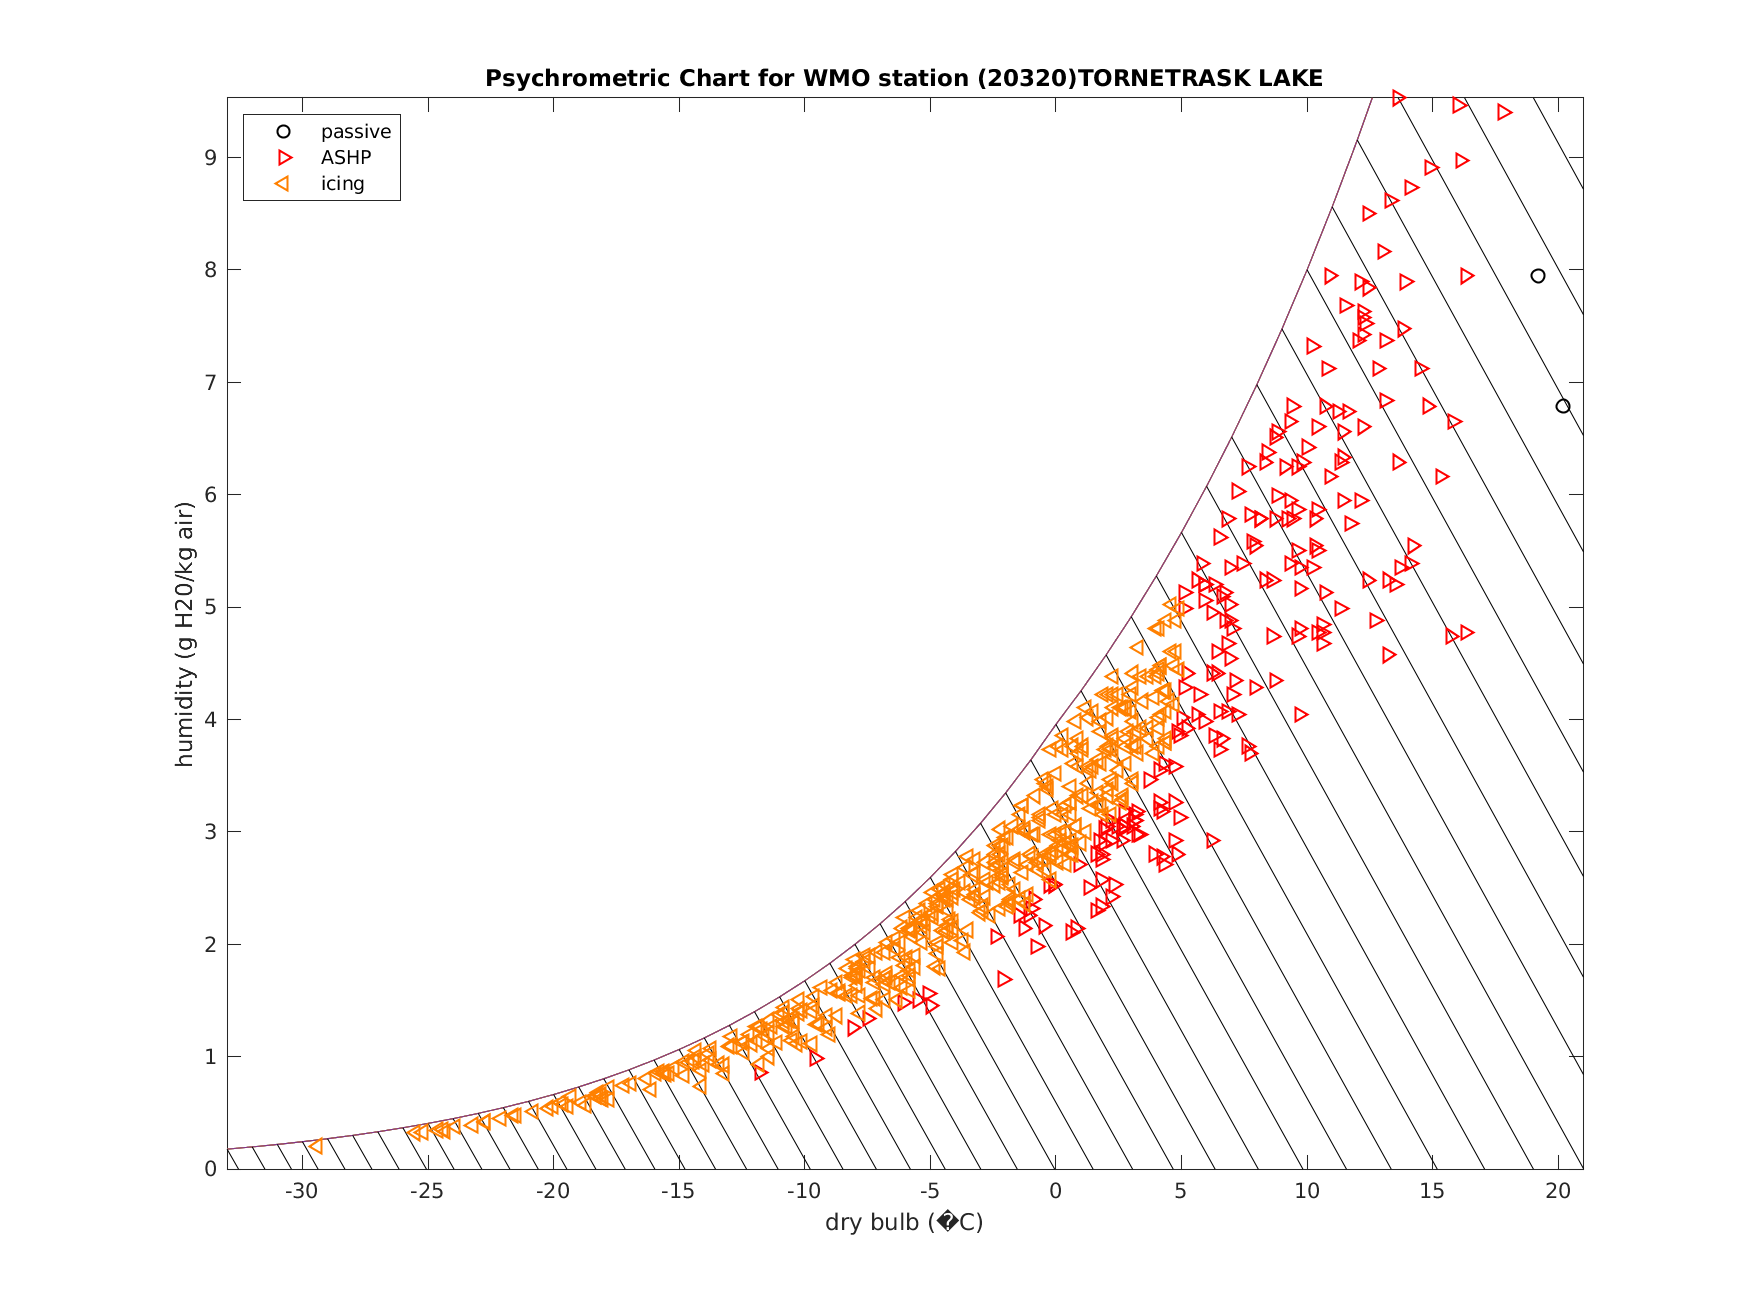 Psychrometric Chart for WMO station (20320)TORNETRASK LAKE
passive
ASHP
icing
9
8
7
6
5
4
3
2
1
0
humidity (g H20/kg air)
-30 -25 -20 -15 -10 -5 0 5 10 15 20
dry bulb (�C)